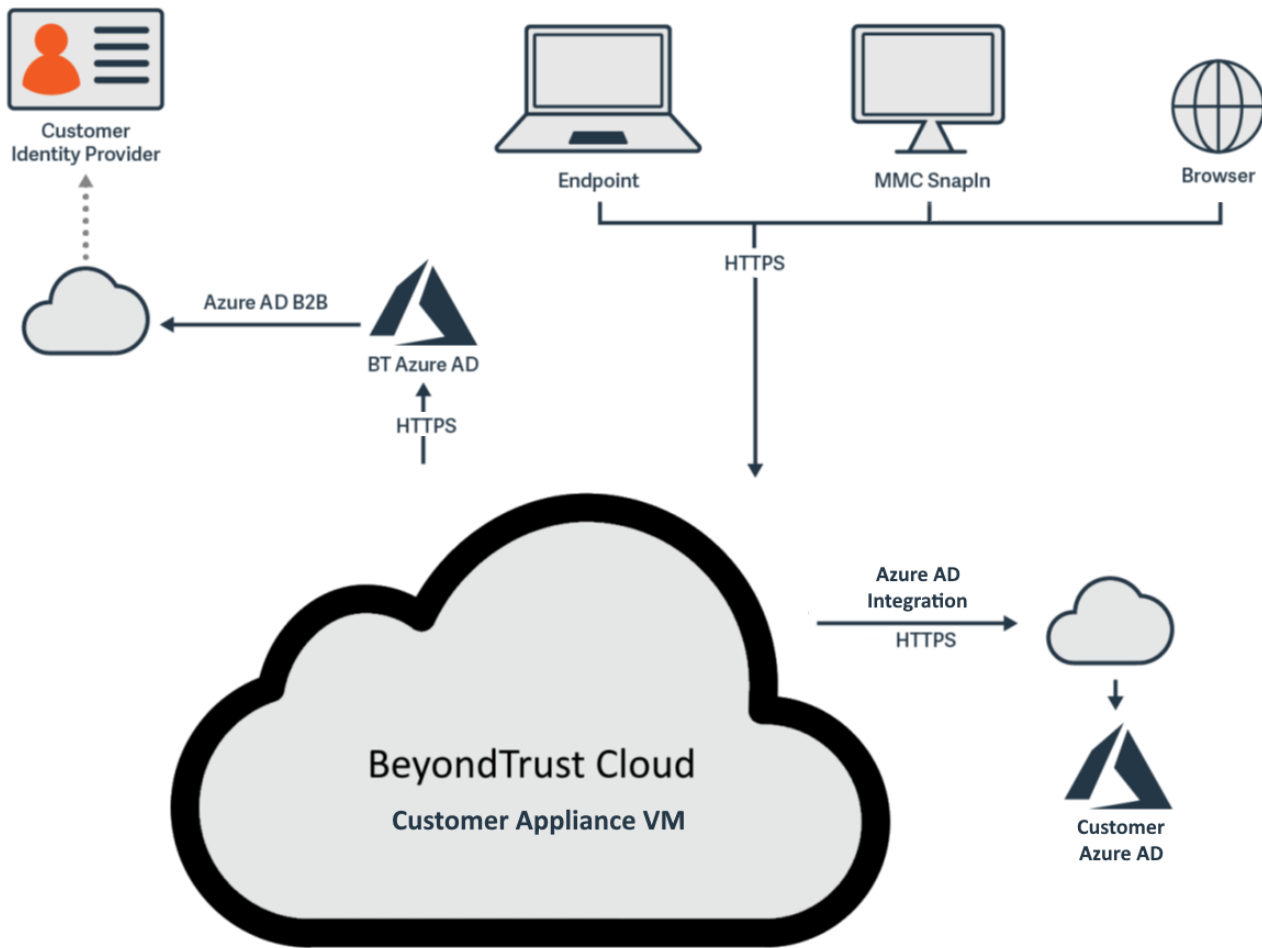 Customer
Identity Provider
Endpoint
MMC SnapIn
Browser
HTTPS
Azure AD B2B
BT Azure AD
HTTPS
Azure AD
Integration
HTTPS
BeyondTrust Cloud
Customer Appliance VM
Customer
Azure AD